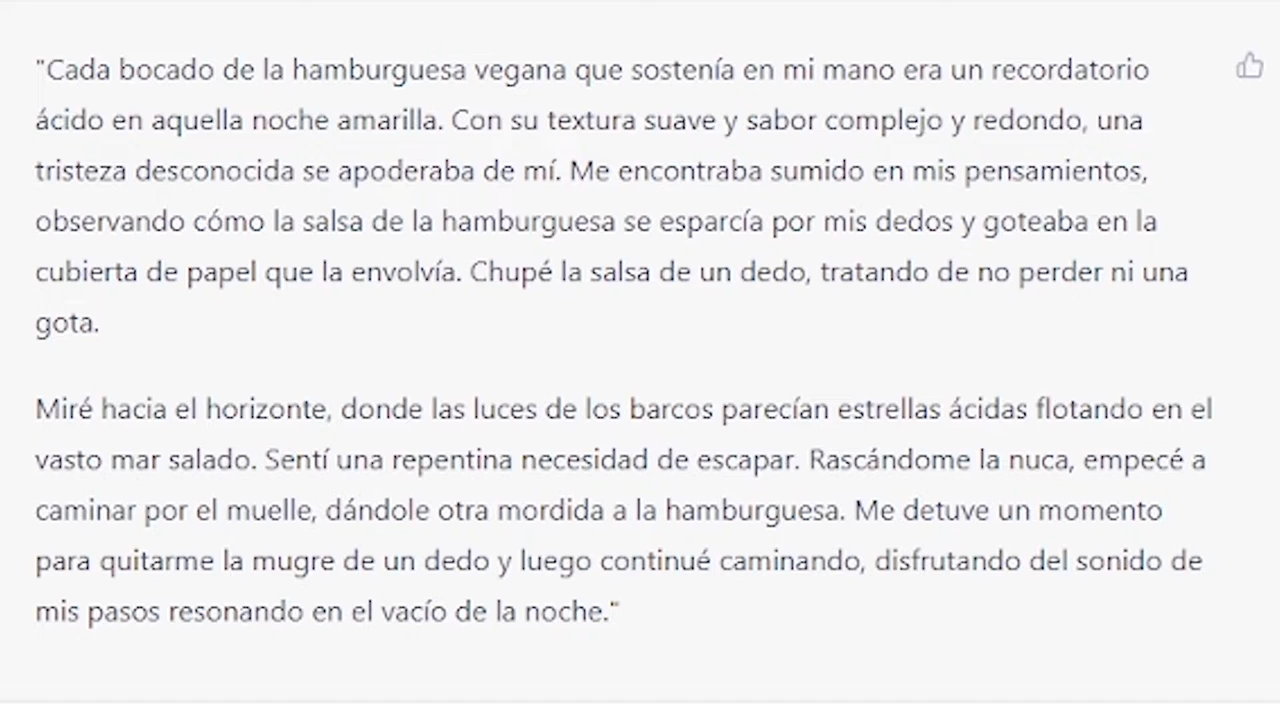 "Cada bocado de la hamburguesa vegana que sostenía en mi mano era un recordatorio
ácido en aquella noche amarilla. Con su textura suave y sabor complejo y redondo, una
tristeza desconocida se apoderaba de mí. Me encontraba sumido en mis pensamientos,
observando cómo la salsa de la hamburguesa se esparcía por mis dedos y goteaba en la
cubierta de papel que la envolvía. Chupé la salsa de un dedo, tratando de no perder ni una
gota.
Miré hacia el horizonte, donde las luces de los barcos parecían estrellas ácidas flotando en el
vasto mar salado. Sentí una repentina necesidad de escapar. Rascándome la nuca, empecé a
caminar por el muelle, dándole otra mordida a la hamburguesa. Me detuve un momento
para quitarme la mugre de un dedo y luego continué caminando, disfrutando del sonido de
mis pasos resonando en el vacío de la noche."